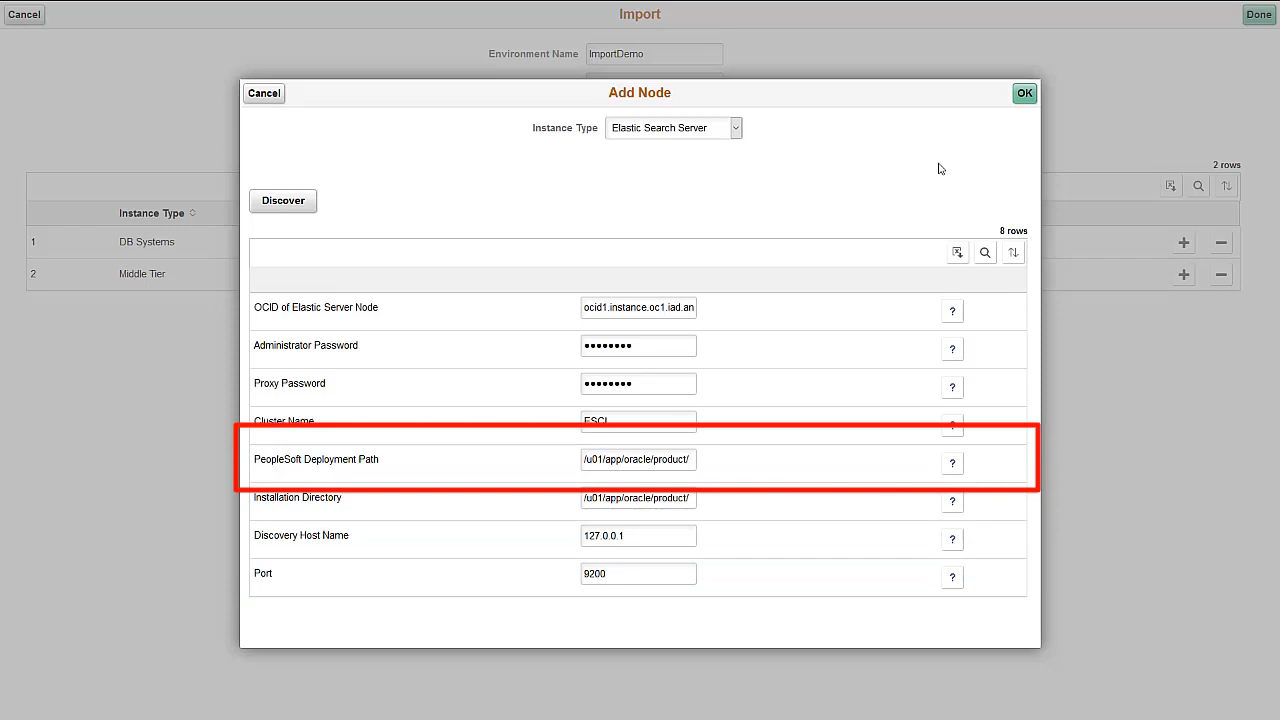 Cancel
Import
Done
Environment Name ImportDemo
Cancel
Add Node
OK
Instance Type Elastic Search Server
2 rows
Discover
Instance Type
8 rows
1 DB Systems
2 Middle Tier
OCID of Elastic Server Node ocid1.instance.oc1.iad.an ?
Administrator Password •••••••• ?
Proxy Password •••••••• ?
Cluster Name ESCL ?
PeopleSoft Deployment Path /u01/app/oracle/product/ ?
Installation Directory /u01/app/oracle/product/ ?
Discovery Host Name 127.0.0.1 ?
Port 9200 ?